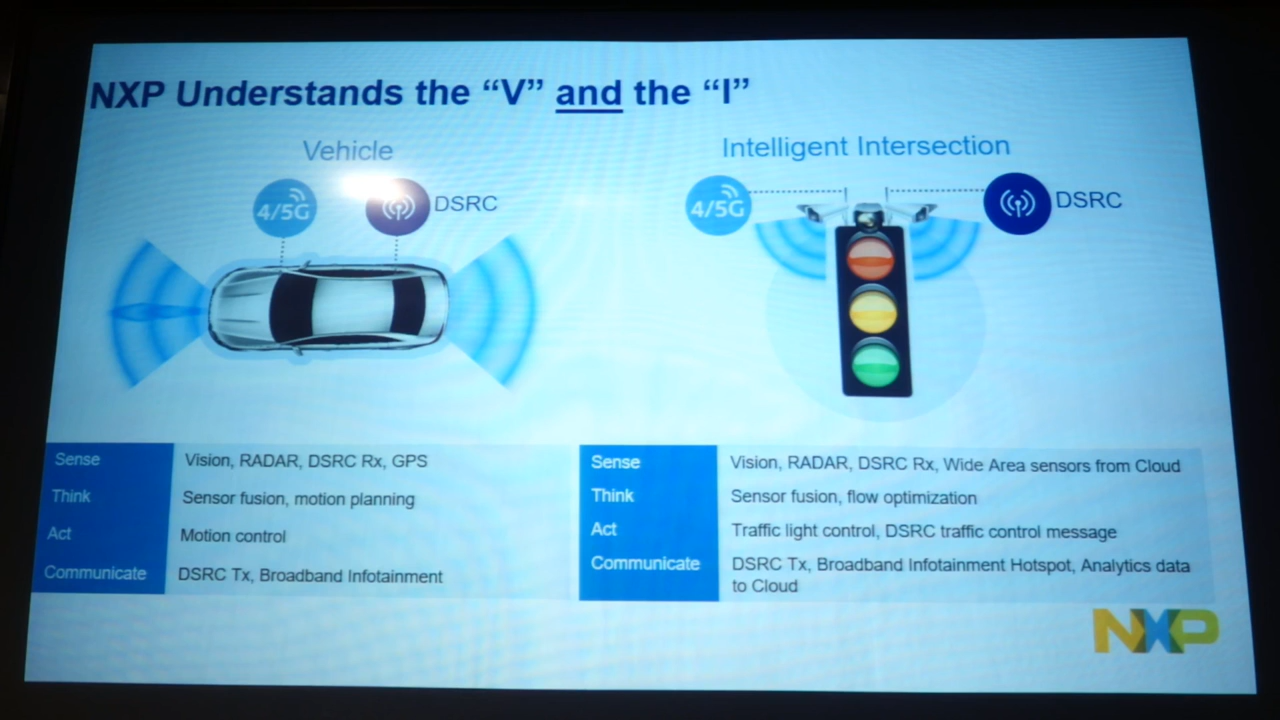 NXP Understands the “V” and the “I”
Vehicle
4/5G
DSRC
Intelligent Intersection
4/5G
DSRC
Sense
Vision, RADAR, DSRC Rx, GPS
Think
Sensor fusion, motion planning
Act
Motion control
Communicate
DSRC Tx, Broadband Infotainment
Sense
Vision, RADAR, DSRC Rx, Wide Area sensors from Cloud
Think
Sensor fusion, flow optimization
Act
Traffic light control, DSRC traffic control message
Communicate
DSRC Tx, Broadband Infotainment Hotspot, Analytics data
to Cloud
NXP